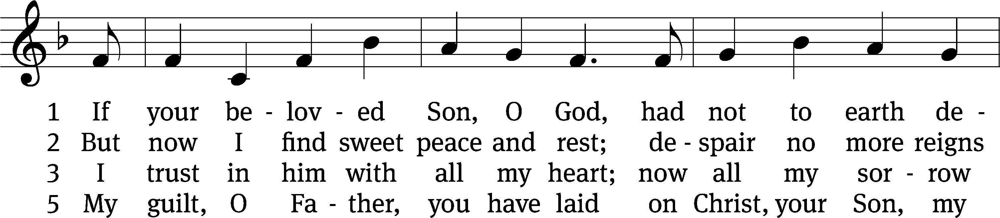 1 If your be - lov - ed Son, O God, had not to earth de -
2 But now I find sweet peace and rest; de - spair no more reigns
3 I trust in him with all my heart; now all my sor - row
5 My guilt, O Fa - ther, you have laid on Christ, your Son, my